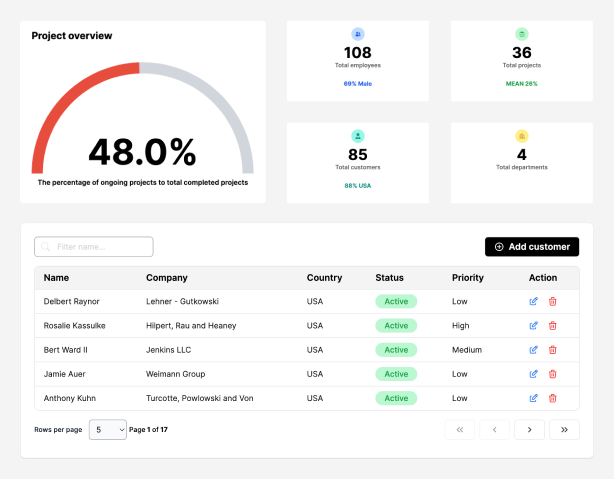 Project overview
48.0%
The percentage of ongoing projects to total completed projects
108
Total employees
69% Male
36
Total projects
MEAN 26%
85
Total customers
88% USA
4
Total departments
Filter name...
Add customer
Name Company Country Status Priority Action
Delbert Raynor Lehner - Gutkowski USA Active Low
Rosalie Kassulke Hilpert, Rau and Heaney USA Active High
Bert Ward II Jenkins LLC USA Active Medium
Jamie Auer Weimann Group USA Active Low
Anthony Kuhn Turcotte, Powlowski and Von USA Active Low
Rows per page 5 Page 1 of 17